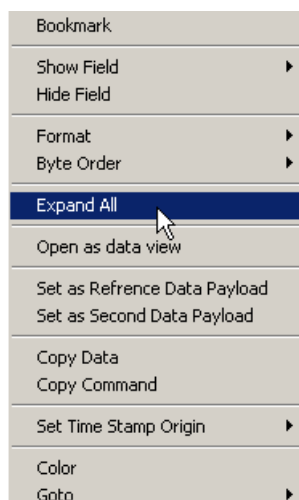 Bookmark
Show Field
Hide Field
Format
Byte Order
Expand All
Open as data view
Set as Refrence Data Payload
Set as Second Data Payload
Copy Data
Copy Command
Set Time Stamp Origin
Color
Goto